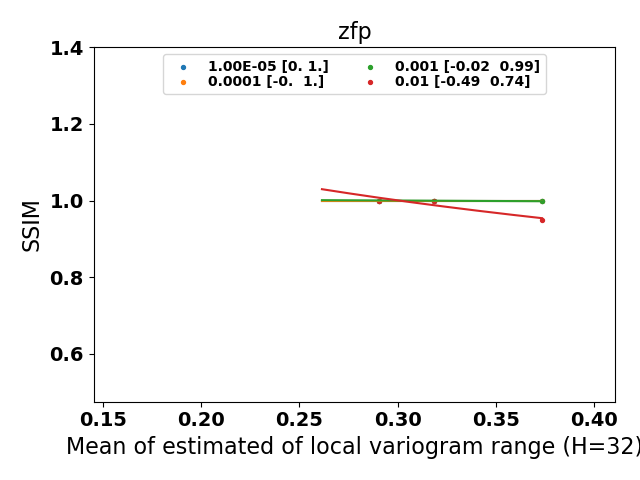 zfp
1.00E-05 [0. 1.]
0.0001 [-0.  1.]
0.001 [-0.02  0.99]
0.01 [-0.49  0.74]
SSIM
1.4
1.2
1.0
0.8
0.6
0.15 0.20 0.25 0.30 0.35 0.40
Mean of estimated of local variogram range (H=32)